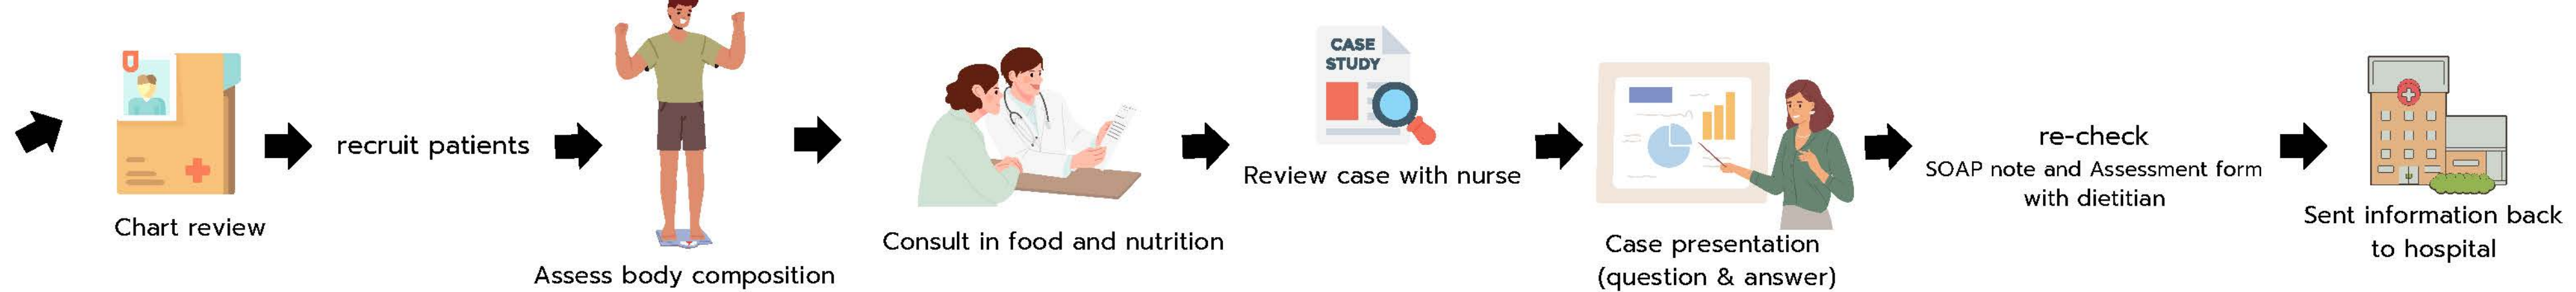 Chart review
recruit patients
Assess body composition
Consult in food and nutrition
CASE
STUDY
Review case with nurse
Case presentation
(question & answer)
re-check
SOAP note and Assessment form
with dietitian
Sent information back
to hospital